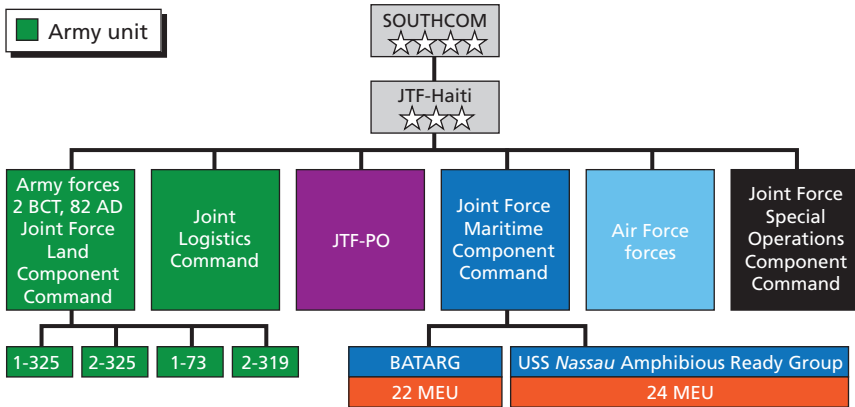 Army unit
SOUTHCOM
JTF-Haiti
Army forces
2 BCT, 82 AD
Joint Force
Land
Component
Command
Joint
Logistics
Command
JTF-PO
Joint Force
Maritime
Component
Command
Air Force
forces
Joint Force
Special
Operations
Component
Command
1-325
2-325
1-73
2-319
BATARG
22 MEU
USS Nassau Amphibious Ready Group
24 MEU